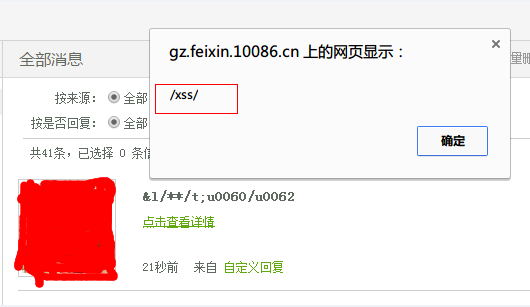 gz.feixin.10086.cn 上的网页显示：
/xss/
确定
全部消息
按来源： 全部
按是否回复： 全部
共41条，已选择 0 条信
&l/**/t;u0060/u0062
点击查看详情
21秒前 来自 自定义回复